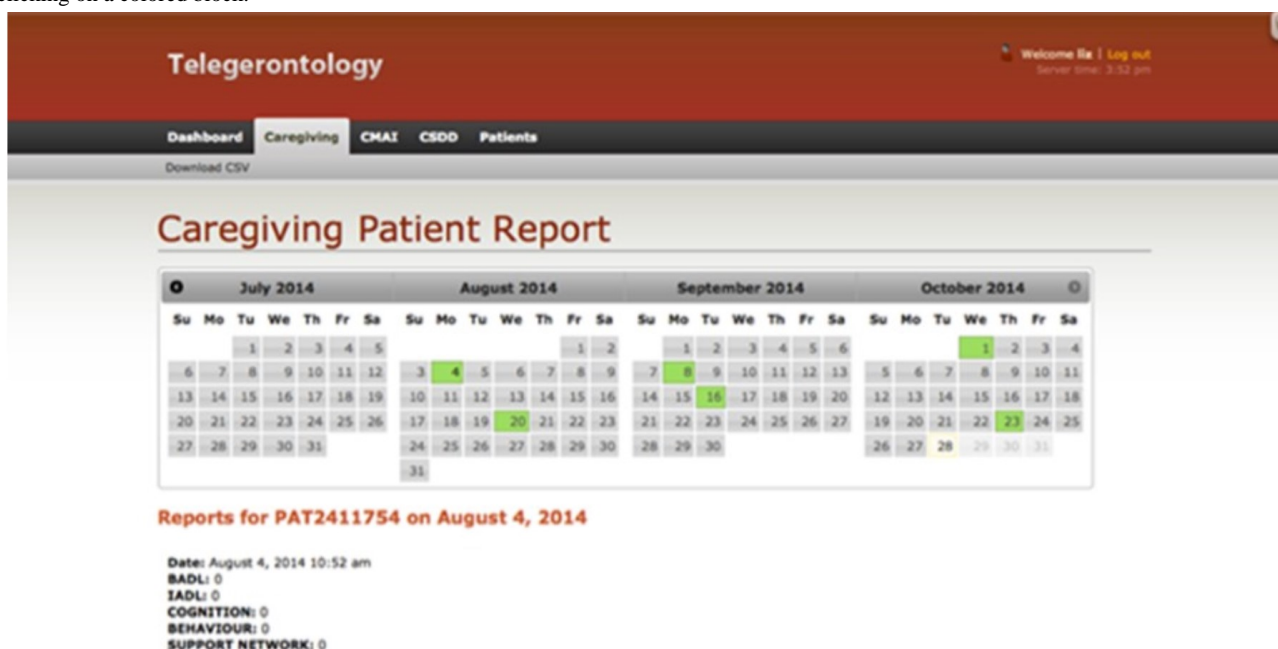 clicking on a colored block.
Telegerontology
Welcome lix | Log out
Server time: 3:52 pm
Dashboard Caregiving CMAI CSDD Patients
Download CSV
Caregiving Patient Report
July 2014 August 2014 September 2014 October 2014
Su Mo Tu We Th Fr Sa Su Mo Tu We Th Fr Sa Su Mo Tu We Th Fr Sa Su Mo Tu We Th Fr Sa
1 2 3 4 5 1 2 1 2 3 4 5 6 1 2 3 4
6 7 8 9 10 11 12 3 4 5 6 7 8 9 7 8 9 10 11 12 13 5 6 7 8 9 10 11
13 14 15 16 17 18 19 10 11 12 13 14 15 16 14 15 16 17 18 19 20 12 13 14 15 16 17 18
20 21 22 23 24 25 26 17 18 19 20 21 22 23 21 22 23 24 25 26 27 19 20 21 22 23 24 25
27 28 29 30 31 24 25 26 27 28 29 30 28 29 30 26 27 28 29 30 31
31
Reports for PAT2411754 on August 4, 2014
Date: August 4, 2014 10:52 am
BADL: 0
IADL: 0
COGNITION: 0
BEHAVIOUR: 0
SUPPORT NETWORK: 0